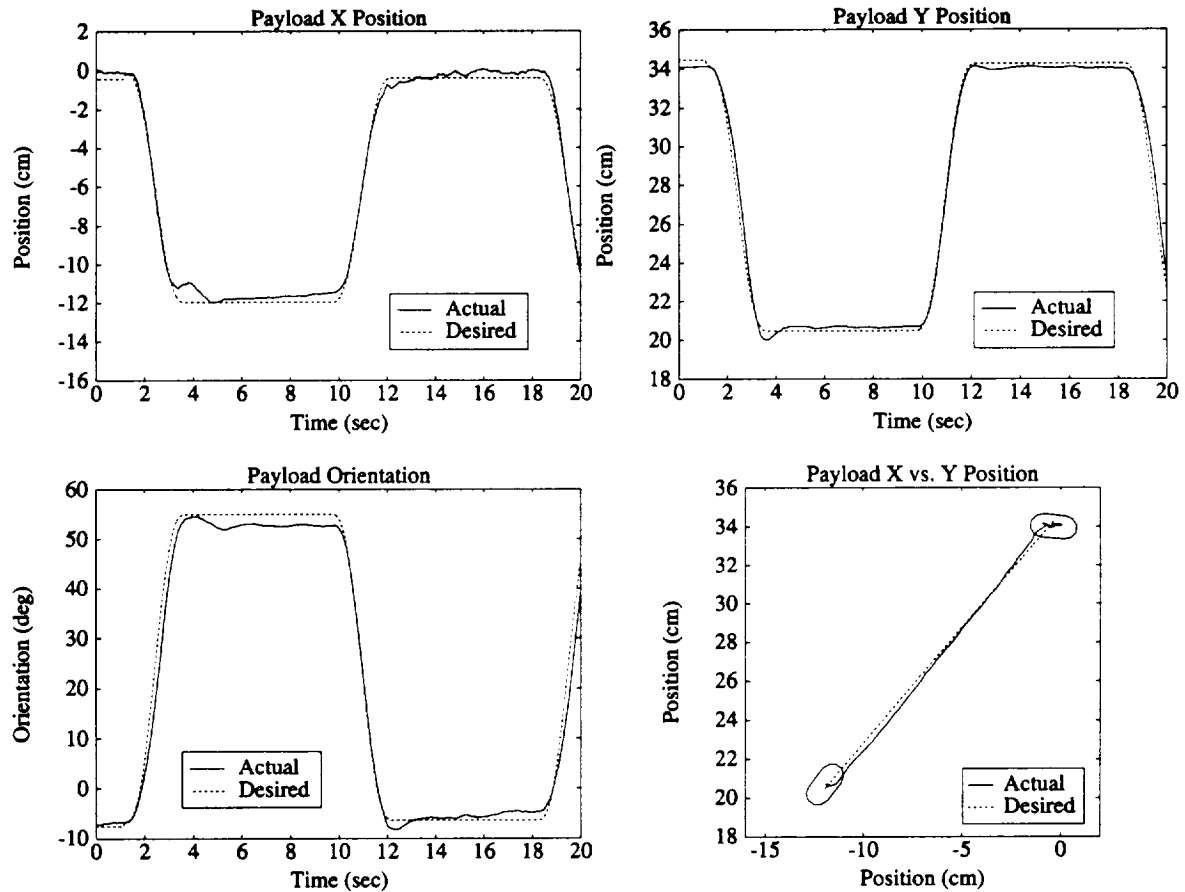 Payload X Position
2
0
-2
-4
-6
-8
-10
-12
-14
-16
Position (cm)
0 2 4 6 8 10 12 14 16 18 20
Time (sec)
Actual
Desired
Payload Y Position
36
34
32
30
28
26
24
22
20
18
Position (cm)
0 2 4 6 8 10 12 14 16 18 20
Time (sec)
Actual
Desired
Payload Orientation
60
50
40
30
20
10
0
-10
Orientation (deg)
0 2 4 6 8 10 12 14 16 18 20
Time (sec)
Actual
Desired
Payload X vs. Y Position
36
34
32
30
28
26
24
22
20
18
Position (cm)
-15 -10 -5 0
Position (cm)
Actual
Desired